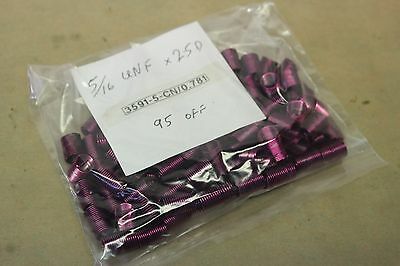 5/16 UNF x 2.5D
3591-5-CN/0.781
95 OFF